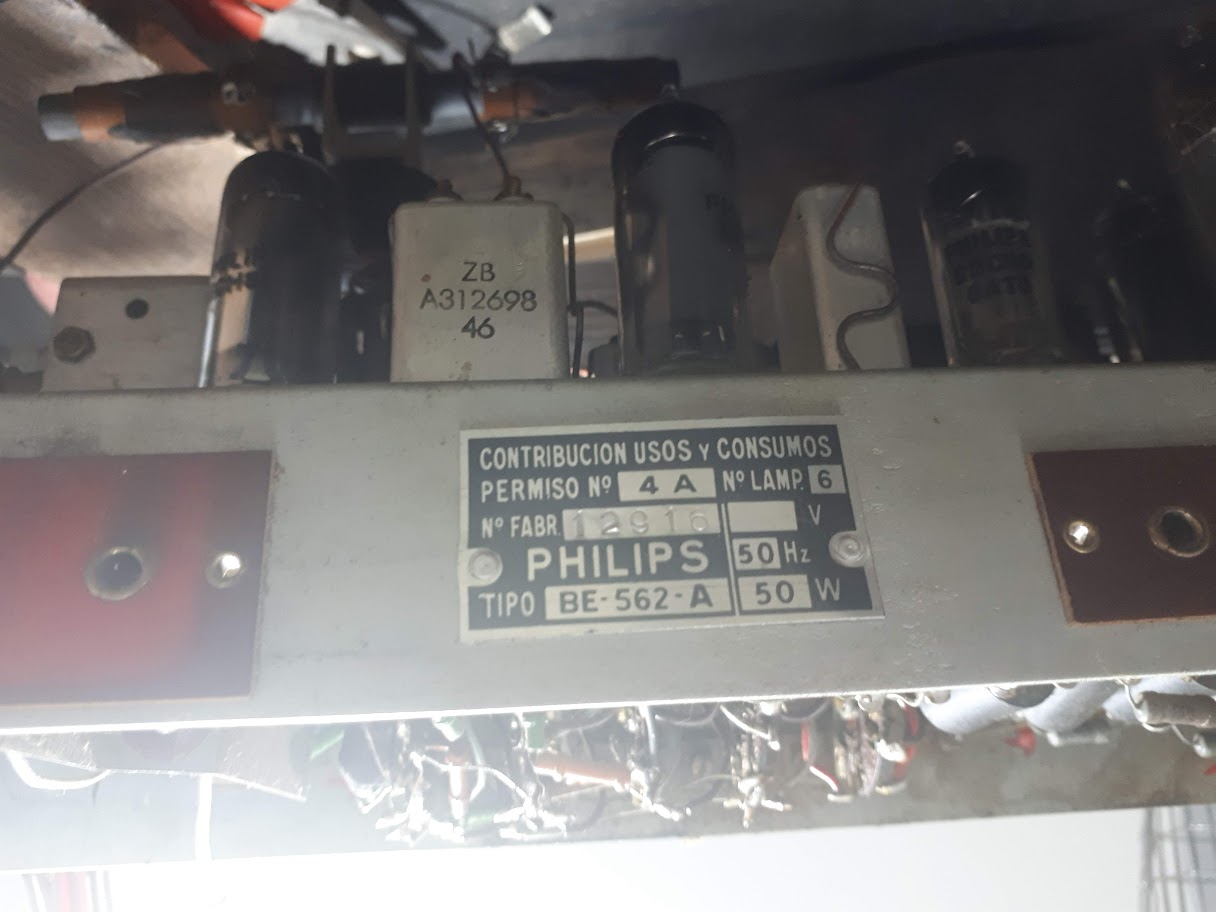 ZB
A312698
46
PHILIPS
CONTRIBUCION USOS Y CONSUMOS
PERMISO Nº 4 A Nº LAMP. 6
Nº FABR. 12916 V
PHILIPS 50 Hz
TIPO BE-562-A 50 W